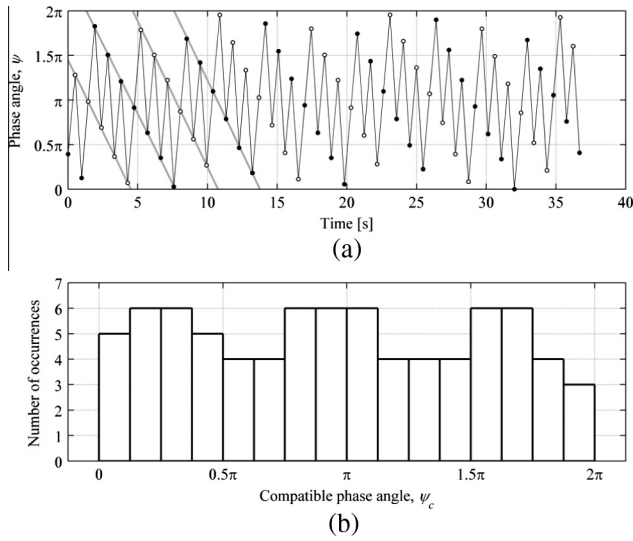 2π
1.5π
π
0.5π
0
Phase angle, ψ
0 5 10 15 20 25 30 35 40
Time [s]
(a)
7
6
5
4
3
2
1
0
Number of occurrences
0 0.5π π 1.5π 2π
Compatible phase angle, ψc
(b)